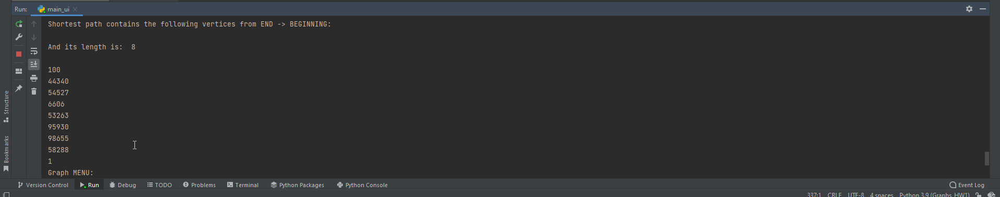 Run: main_ui
Shortest path contains the following vertices from END -> BEGINNING:
And its length is:  8
100
44340
54527
6606
53263
95930
98655
58288
1
Graph MENU:
Structure
Bookmarks
Version Control Run Debug TODO Problems Terminal Python Packages Python Console Event Log
337:1 CRLF UTF-8 4 spaces Python 3.9 (Graphs_HW1)